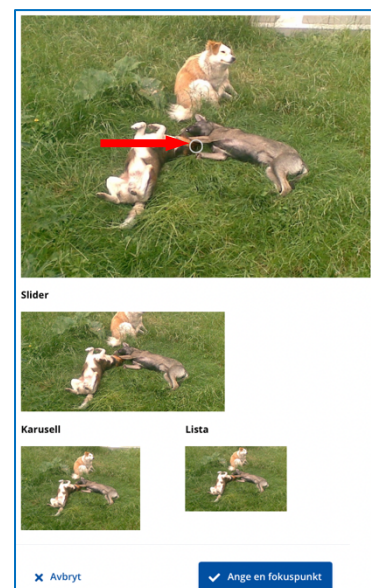 Slider
Karusell
Lista
Avbryt
Ange en fokuspunkt